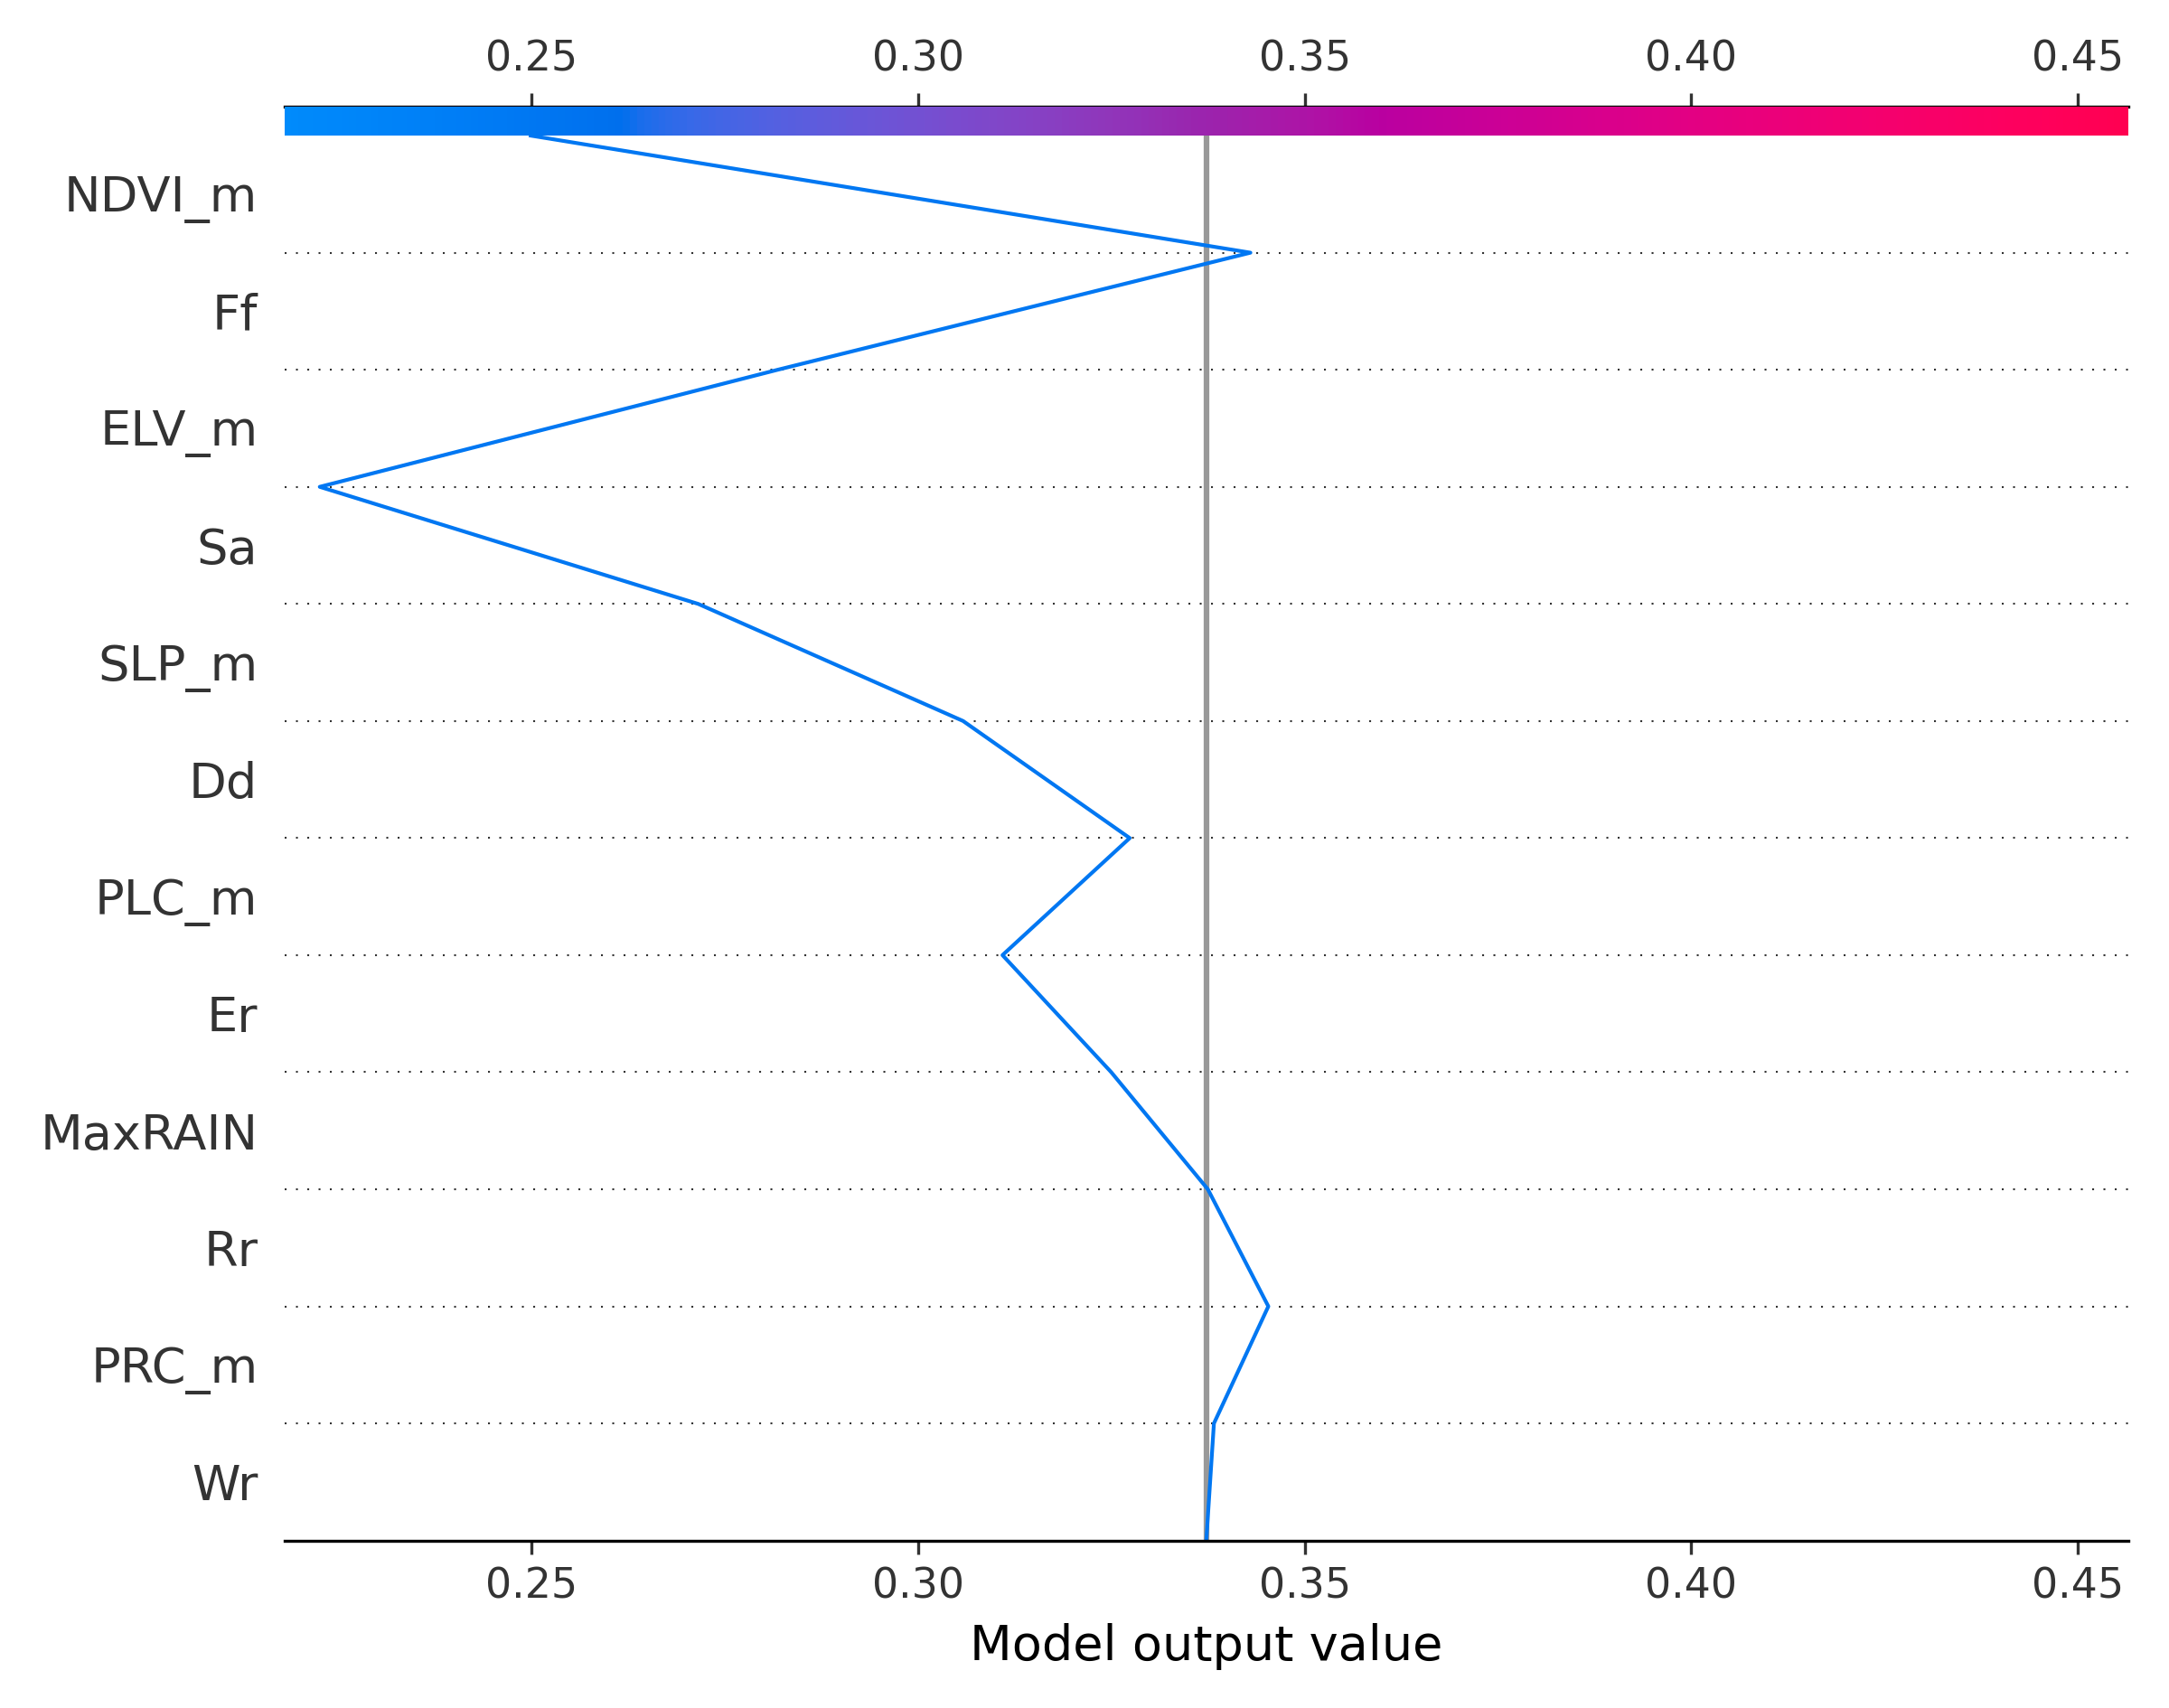 0.25 0.30 0.35 0.40 0.45
NDVI_m
Ff
ELV_m
Sa
SLP_m
Dd
PLC_m
Er
MaxRAIN
Rr
PRC_m
Wr
0.25 0.30 0.35 0.40 0.45
Model output value